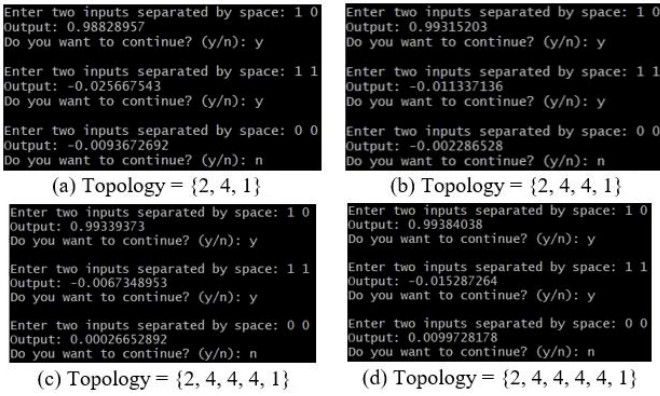 Enter two inputs separated by space: 1 0
Output: 0.98828957
Do you want to continue? (y/n): y
Enter two inputs separated by space: 1 1
Output: -0.025667543
Do you want to continue? (y/n): y
Enter two inputs separated by space: 0 0
Output: -0.0093672692
Do you want to continue? (y/n): n
(a) Topology = {2, 4, 1}
Enter two inputs separated by space: 1 0
Output: 0.99315203
Do you want to continue? (y/n): y
Enter two inputs separated by space: 1 1
Output: -0.011337136
Do you want to continue? (y/n): y
Enter two inputs separated by space: 0 0
Output: -0.002286528
Do you want to continue? (y/n): n
(b) Topology = {2, 4, 4, 1}
Enter two inputs separated by space: 1 0
Output: 0.99339373
Do you want to continue? (y/n): y
Enter two inputs separated by space: 1 1
Output: -0.0067348953
Do you want to continue? (y/n): y
Enter two inputs separated by space: 0 0
Output: 0.00026652892
Do you want to continue? (y/n): n
(c) Topology = {2, 4, 4, 4, 1}
Enter two inputs separated by space: 1 0
Output: 0.99384038
Do you want to continue? (y/n): y
Enter two inputs separated by space: 1 1
Output: -0.015287264
Do you want to continue? (y/n): y
Enter two inputs separated by space: 0 0
Output: 0.0099728178
Do you want to continue? (y/n): n
(d) Topology = {2, 4, 4, 4, 4, 1}